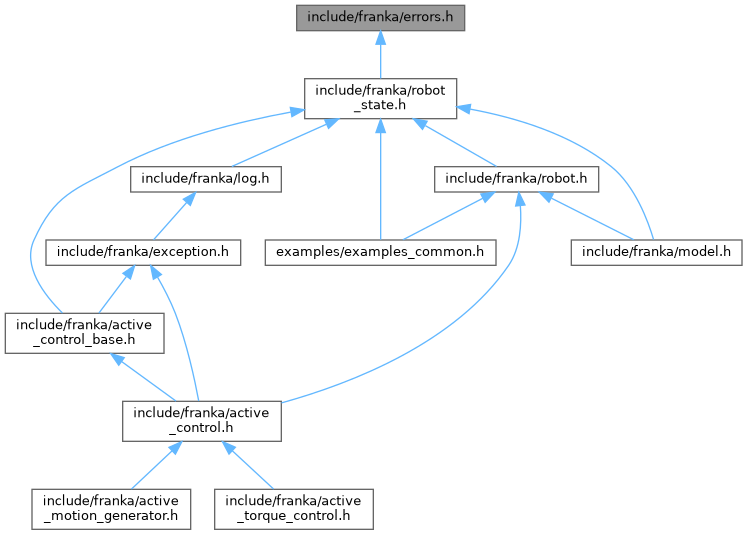 include/franka/errors.h
include/franka/robot
_state.h
include/franka/log.h
include/franka/robot.h
include/franka/exception.h
examples/examples_common.h
include/franka/model.h
include/franka/active
_control_base.h
include/franka/active
_control.h
include/franka/active
_motion_generator.h
include/franka/active
_torque_control.h